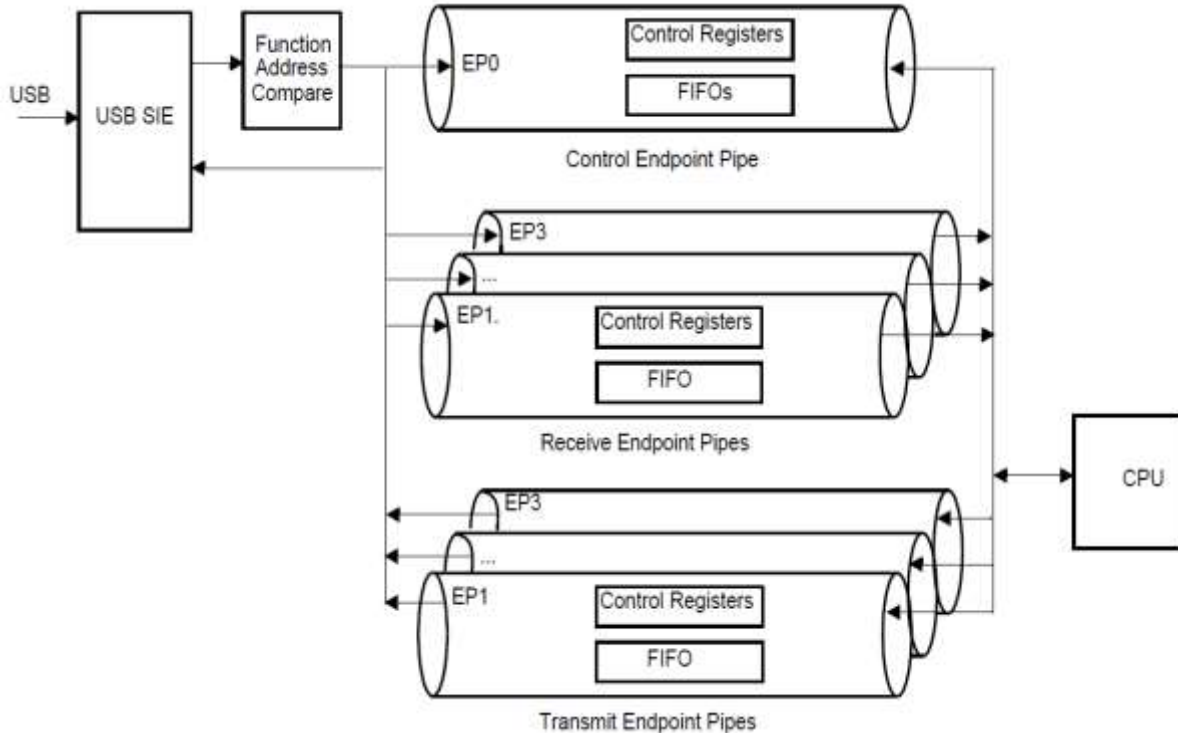 USB
USB SIE
Function
Address
Compare
EP0
Control Registers
FIFOs
Control Endpoint Pipe
EP3
...
EP1.
Control Registers
FIFO
Receive Endpoint Pipes
CPU
EP3
...
EP1
Control Registers
FIFO
Transmit Endpoint Pipes